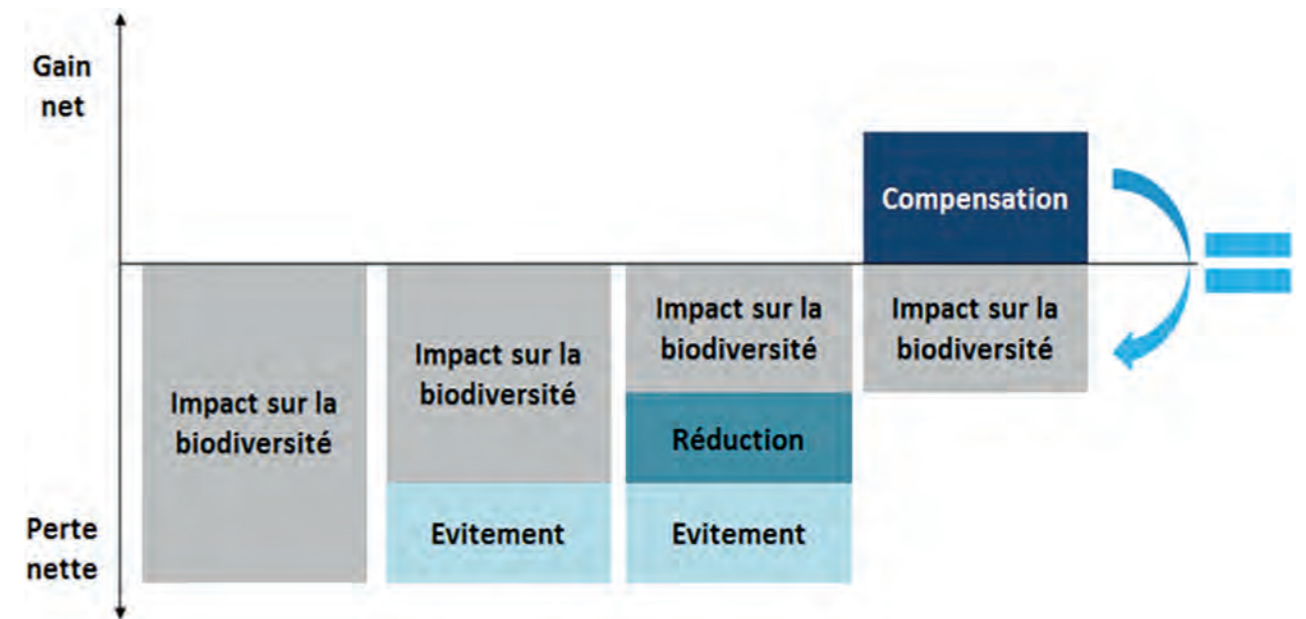 Gain
net
Compensation
Impact sur la
biodiversité
Impact sur la
biodiversité
Impact sur la
biodiversité
Impact sur la
biodiversité
Réduction
Evitement
Evitement
Perte
nette